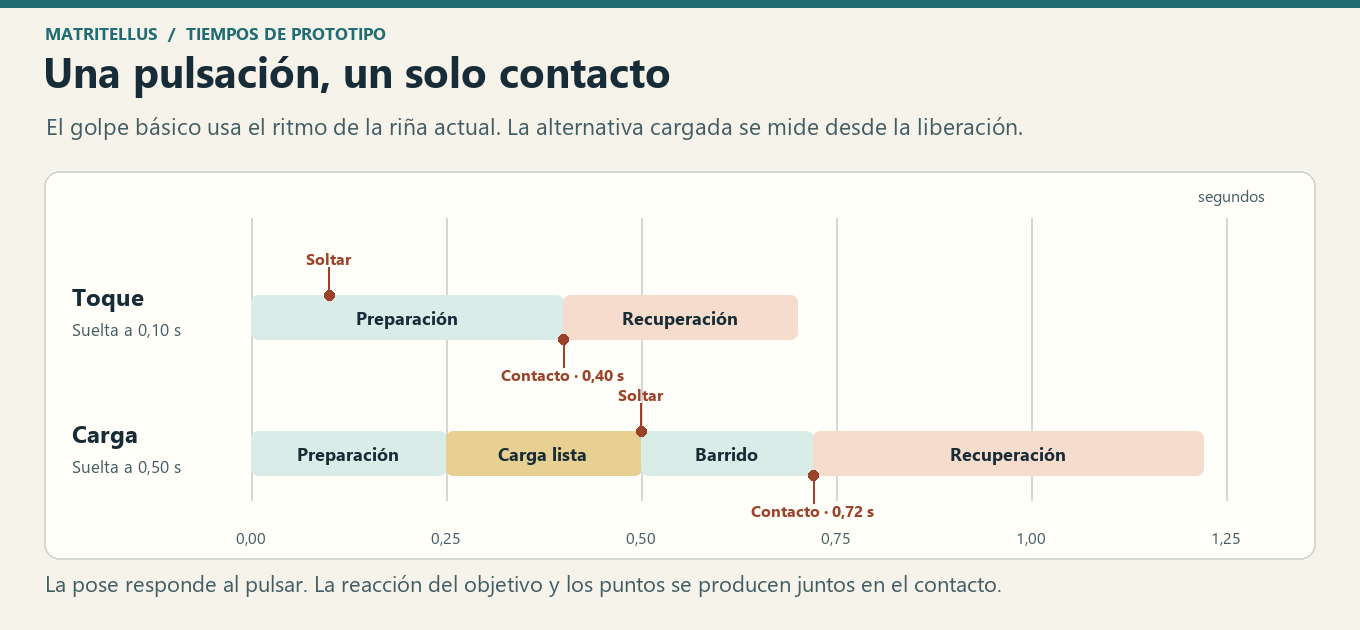 MATRITELLUS / TIEMPOS DE PROTOTIPO
Una pulsación, un solo contacto
El golpe básico usa el ritmo de la riña actual. La alternativa cargada se mide desde la liberación.
segundos
Soltar
Toque
Suelta a 0,10 s
Preparación
Recuperación
Contacto · 0,40 s
Soltar
Carga
Suelta a 0,50 s
Preparación
Carga lista
Barrido
Recuperación
Contacto · 0,72 s
0,00
0,25
0,50
0,75
1,00
1,25
La pose responde al pulsar. La reacción del objetivo y los puntos se producen juntos en el contacto.